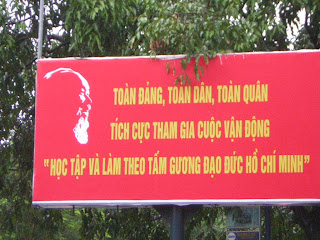 TOÀN ĐẢNG, TOÀN DÂN, TOÀN QUÂN
TÍCH CỰC THAM GIA CUỘC VẬN ĐỘNG
"HỌC TẬP VÀ LÀM THEO TẤM GƯƠNG ĐẠO ĐỨC HỒ CHÍ MINH"